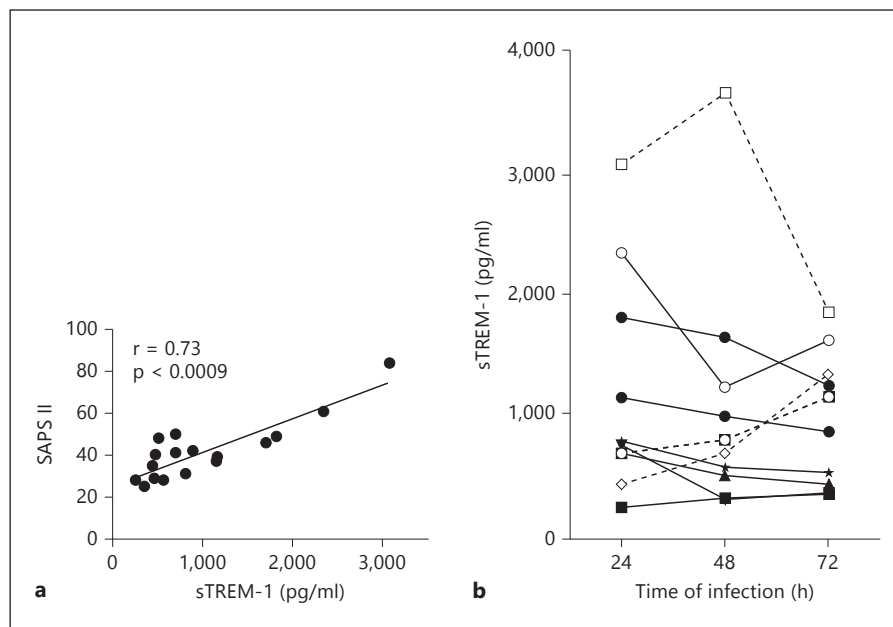 100
80
60
40
20
0
SAPS II
r = 0.73
p < 0.0009
0 1,000 2,000 3,000
sTREM-1 (pg/ml)
a
4,000
3,000
2,000
1,000
0
sTREM-1 (pg/ml)
24 48 72
Time of infection (h)
b